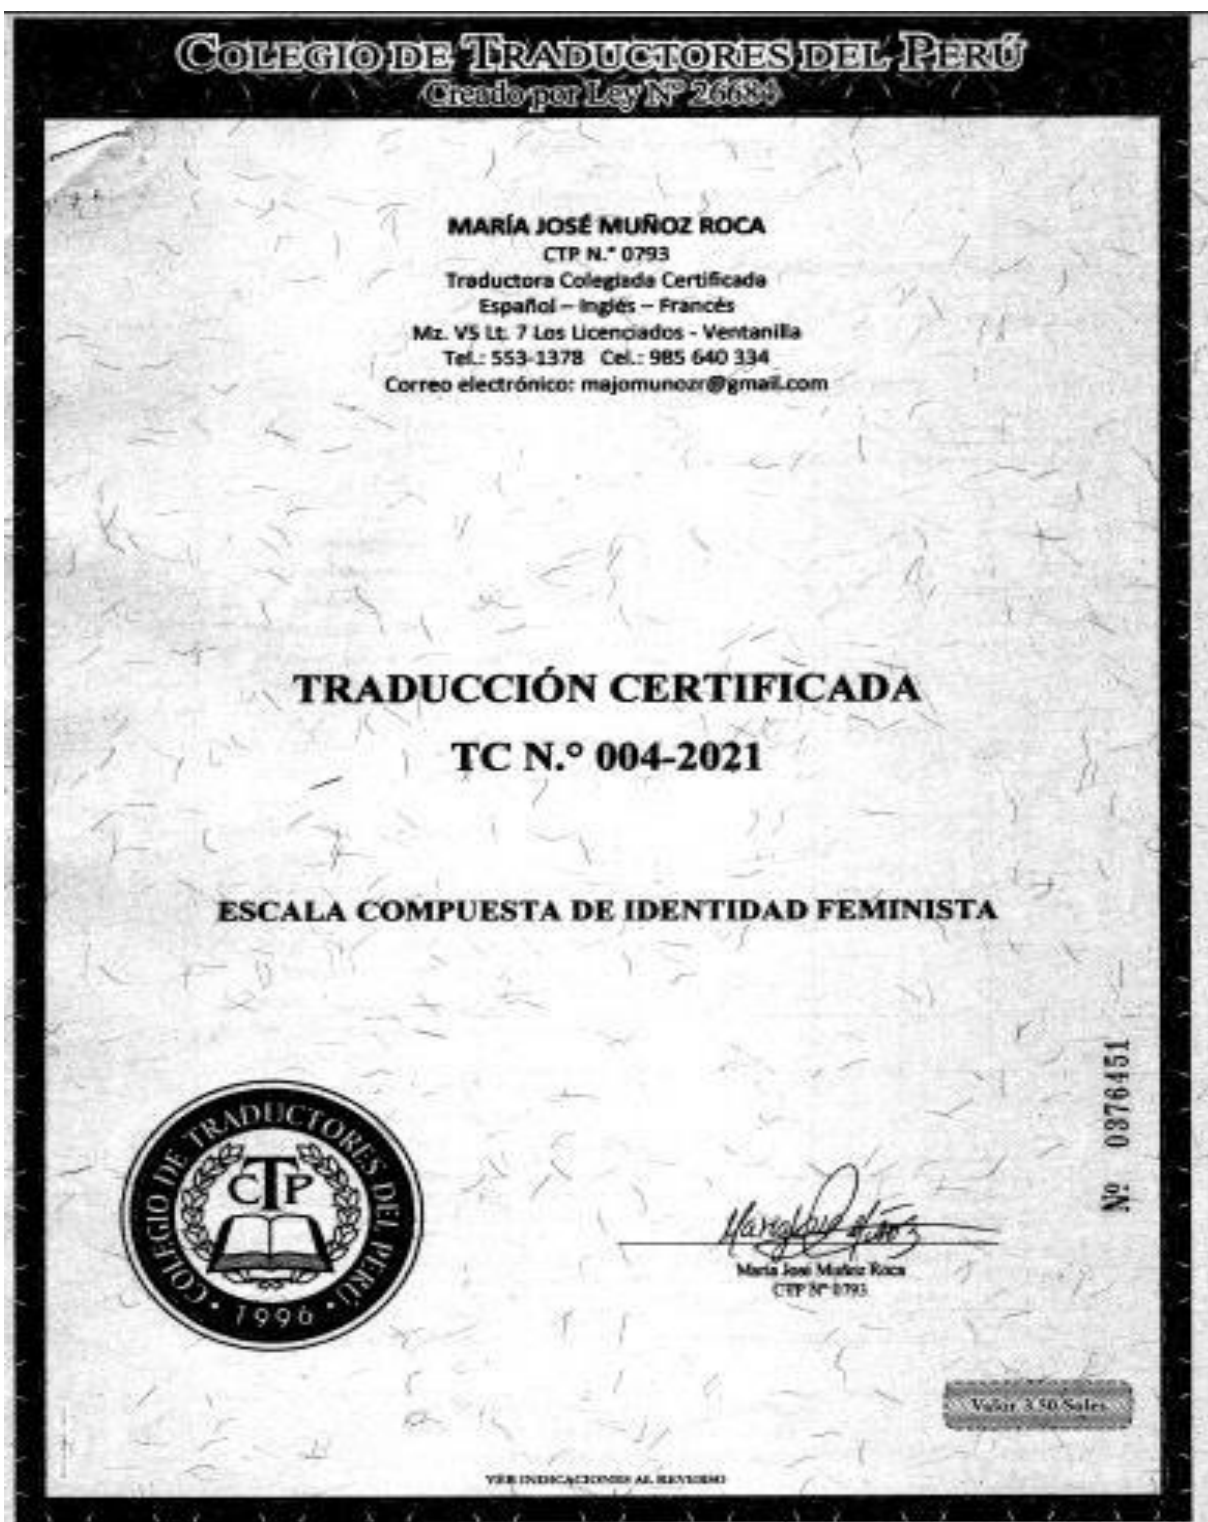 COLEGIO DE TRADUCTORES DEL PERÚ
Creado por Ley Nº 26684
MARÍA JOSÉ MUÑOZ ROCA
CTP N.° 0793
Traductora Colegiada Certificada
Español – Inglés – Francés
Mz. V5 Lt. 7 Los Licenciados - Ventanilla
Tel.: 553-1378 Cel.: 985 640 334
Correo electrónico: majomunozr@gmail.com
TRADUCCIÓN CERTIFICADA
TC N.° 004-2021
ESCALA COMPUESTA DE IDENTIDAD FEMINISTA
Nº 0376451
COLEGIO DE TRADUCTORES DEL PERÚ
CTP
1996
María José Muñoz Roca
CTP Nº 0793
Valor 3.50 Soles
VER INDICACIONES AL REVERSO